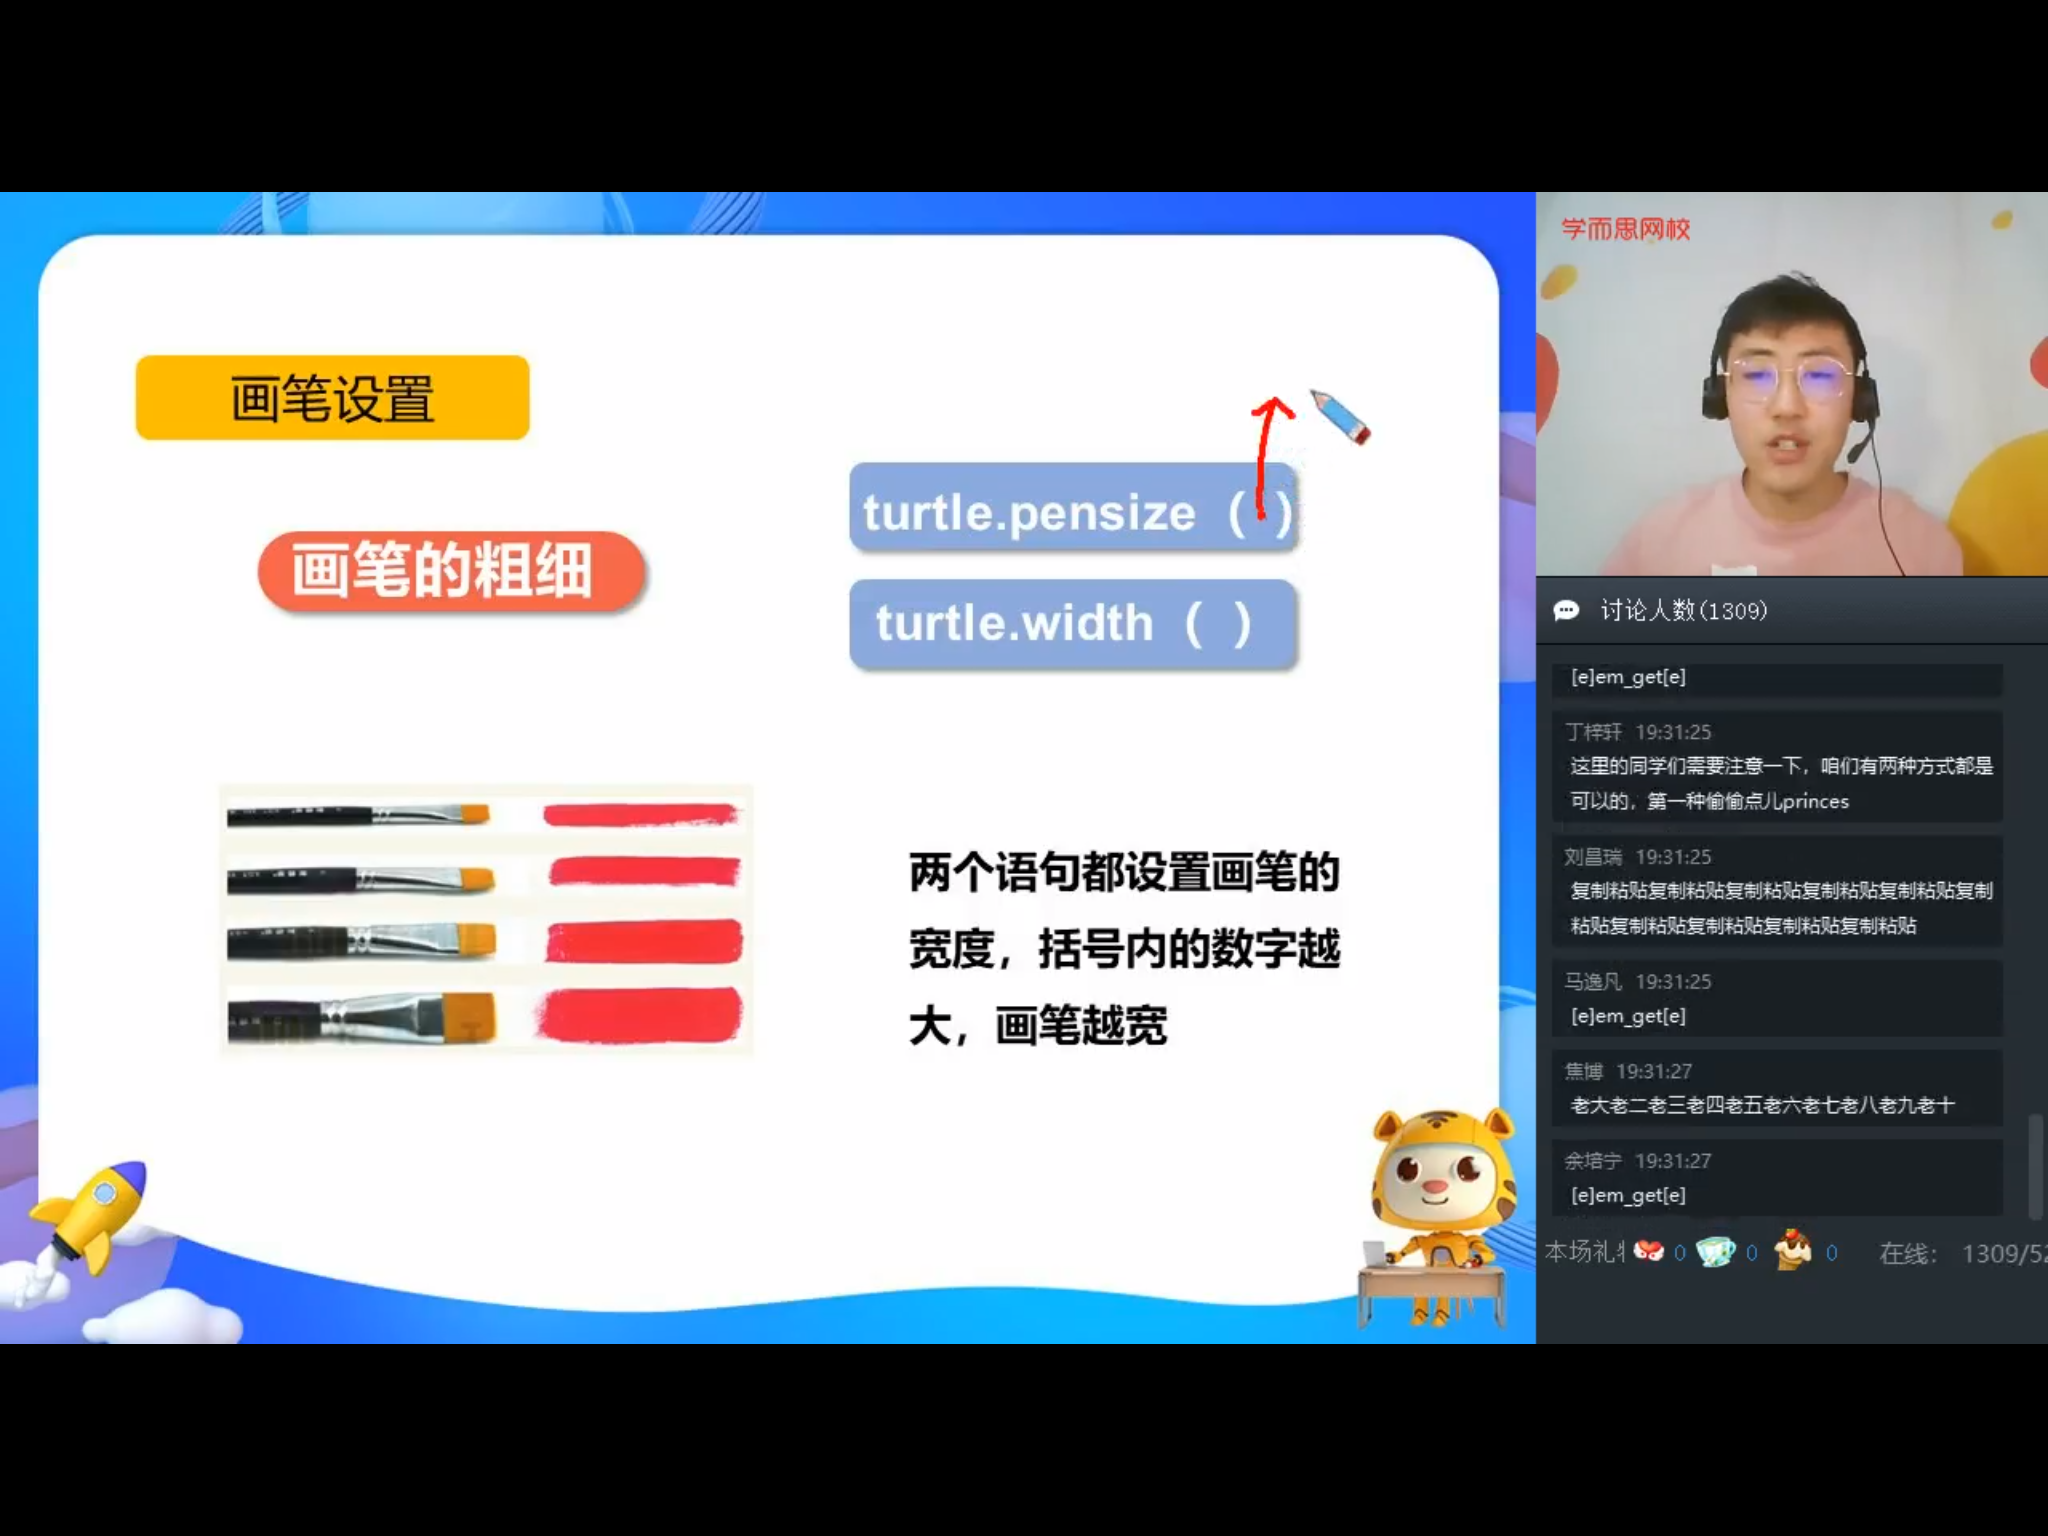 画笔设置
画笔的粗细
turtle.pensize ( )
turtle.width ( )
两个语句都设置画笔的
宽度，括号内的数字越
大，画笔越宽
学而思网校
讨论人数(1309)
[e]em_get[e]
丁梓轩 19:31:25
这里的同学们需要注意一下，咱们有两种方式都是
可以的，第一种偷偷点儿princes
刘昌瑞 19:31:25
复制粘贴复制粘贴复制粘贴复制粘贴复制粘贴复制
粘贴复制粘贴复制粘贴复制粘贴复制粘贴
马逸凡 19:31:25
[e]em_get[e]
焦博 19:31:27
老大老二老三老四老五老六老七老八老九老十
余培宁 19:31:27
[e]em_get[e]
本场礼 0 0 0 在线： 1309/52